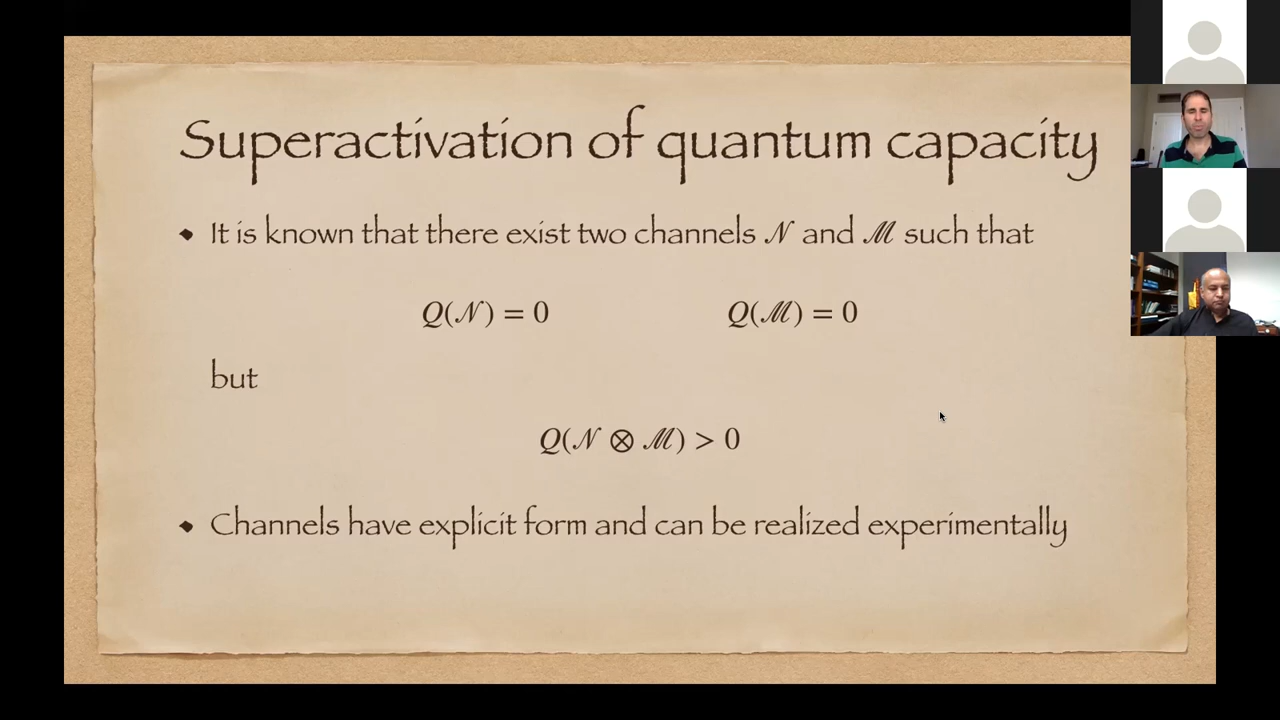 Superactivation of quantum capacity
• It is known that there exist two channels 𝒩 and ℳ such that
Q(𝒩) = 0 Q(ℳ) = 0
but
Q(𝒩 ⊗ ℳ) > 0
• Channels have explicit form and can be realized experimentally